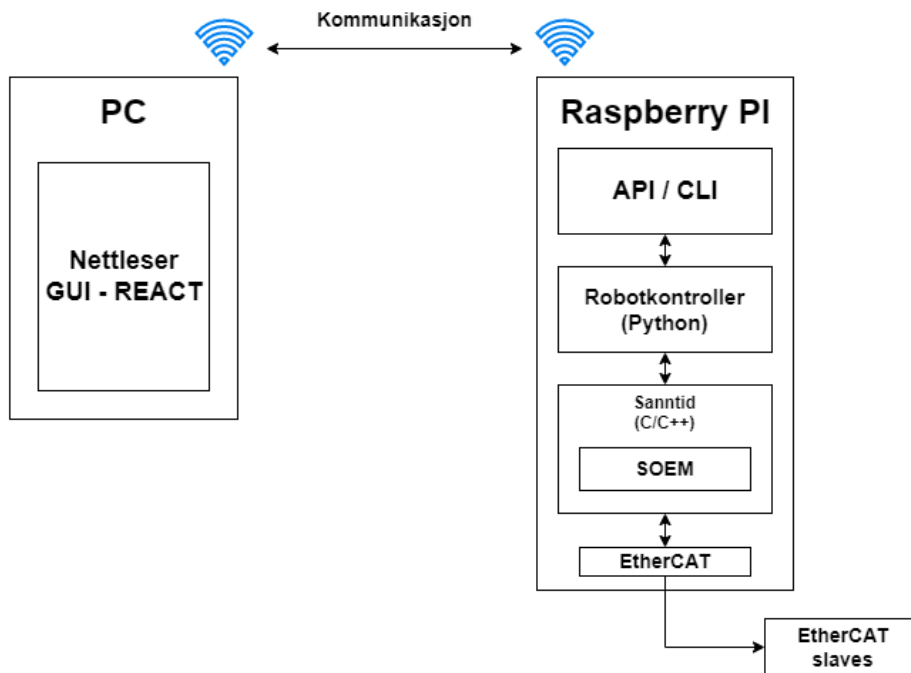 Kommunikasjon
PC
Nettleser
GUI - REACT
Raspberry PI
API / CLI
Robotkontroller
(Python)
Sanntid
(C/C++)
SOEM
EtherCAT
EtherCAT
slaves